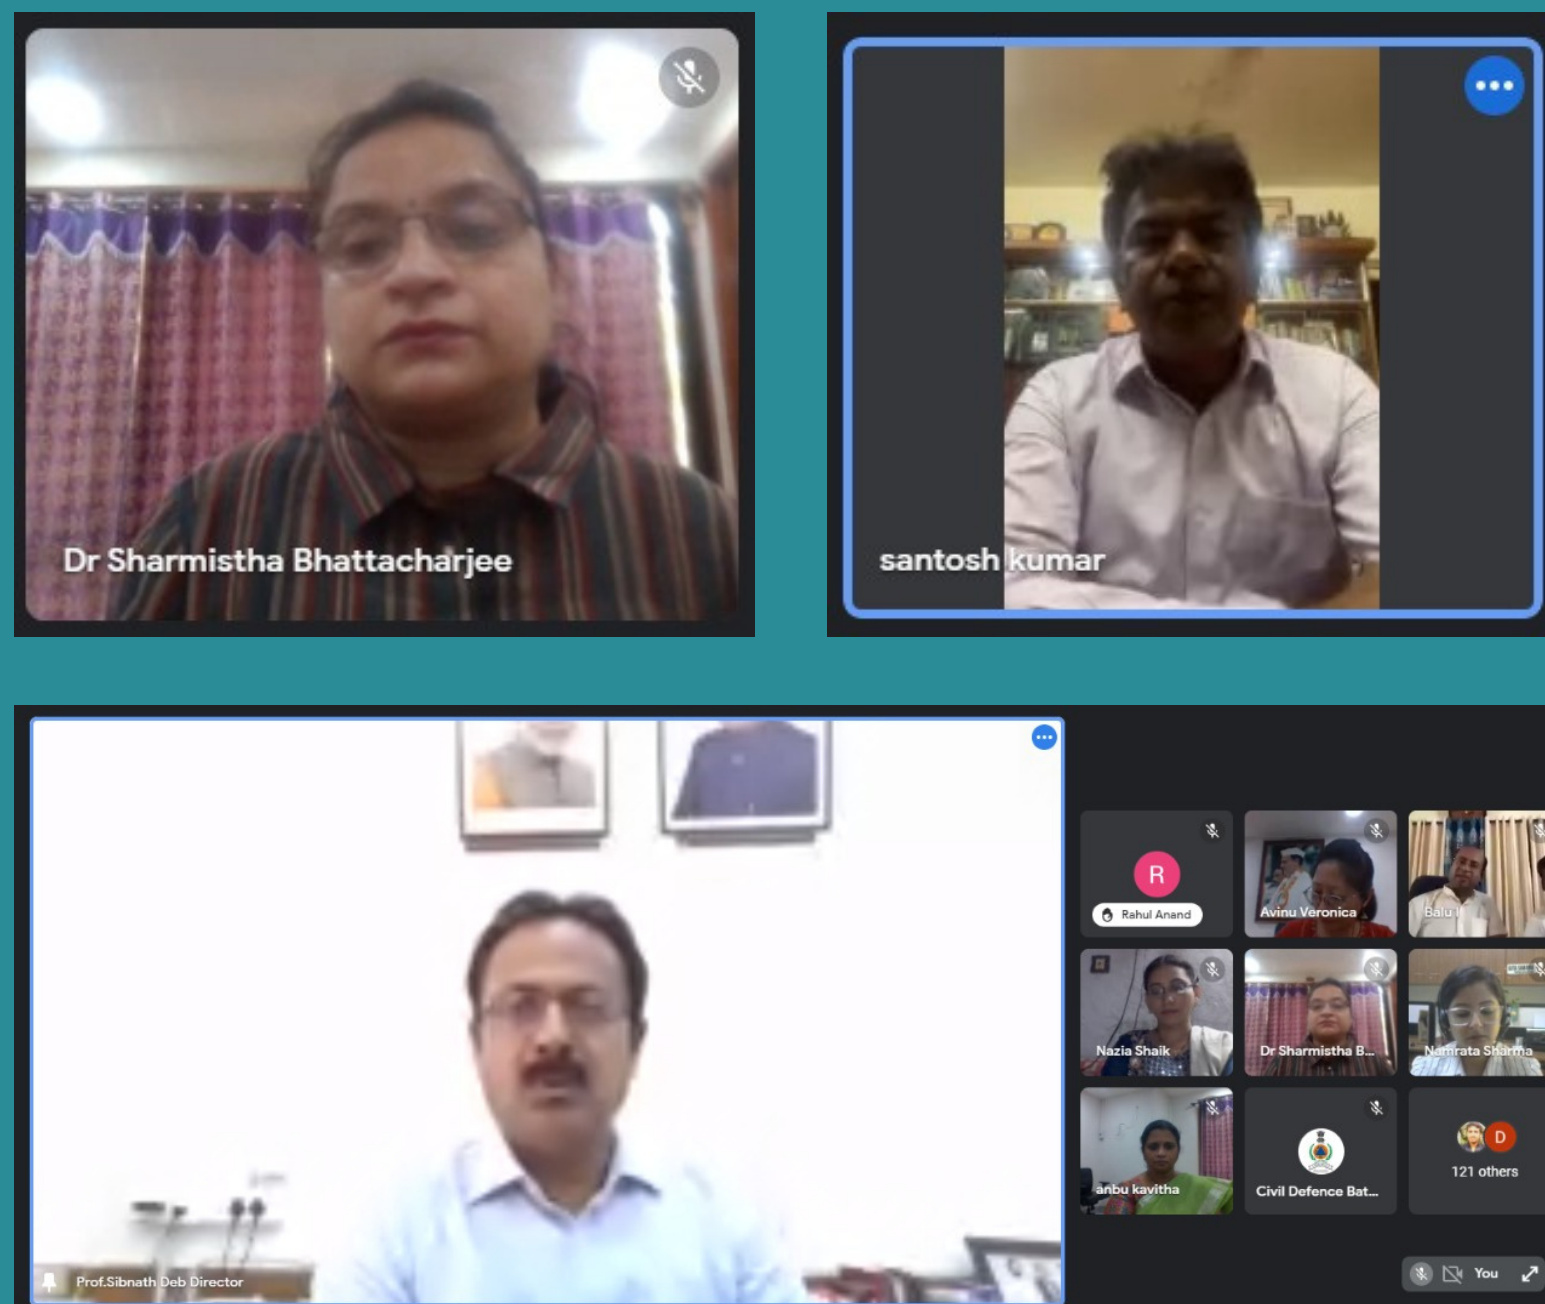 Dr Sharmistha Bhattacharjee
santosh kumar
Prof.Sibnath Deb Director
R
Rahul Anand
Avinu Veronica
Balu I
Nazia Shaik
Dr Sharmistha B...
Namrata Sharma
anbu kavitha
Civil Defence Bat...
D
121 others
You